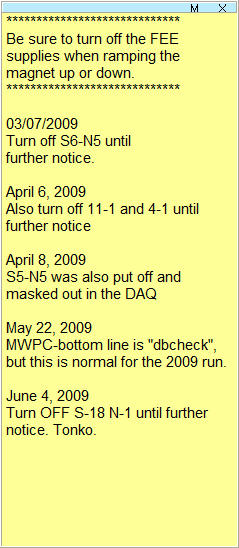 M X
*****************************
Be sure to turn off the FEE
supplies when ramping the
magnet up or down.
*****************************
03/07/2009
Turn off S6-N5 until
further notice.
April 6, 2009
Also turn off 11-1 and 4-1 until
further notice
April 8, 2009
S5-N5 was also put off and
masked out in the DAQ
May 22, 2009
MWPC-bottom line is "dbcheck",
but this is normal for the 2009 run.
June 4, 2009
Turn OFF S-18 N-1 until further
notice. Tonko.